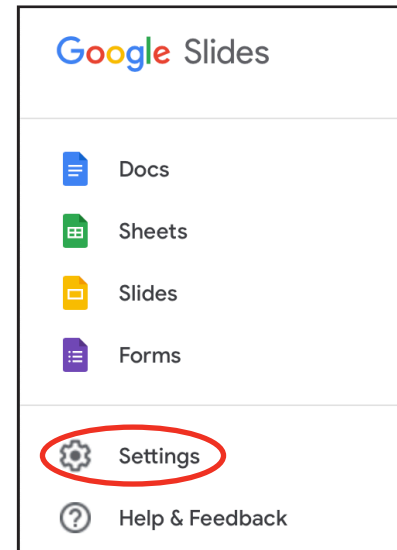 Google Slides
Docs
Sheets
Slides
Forms
Settings
Help & Feedback